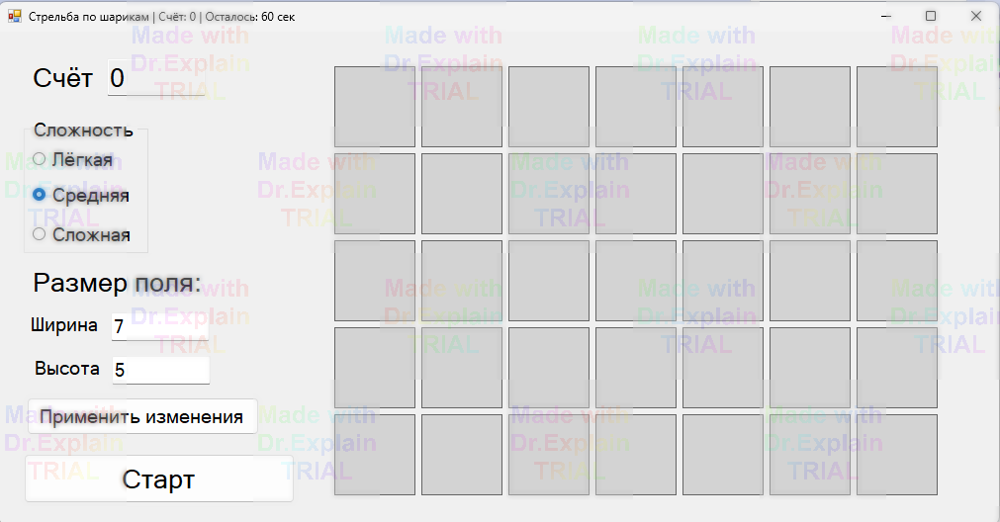 Стрельба по шарикам | Счёт: 0 | Осталось: 60 сек
Made with
Dr.Explain
TRIAL
Made with
Dr.Explain
TRIAL
Made with
Dr.Explain
TRIAL
Made with
Dr.Explain
TRIAL
Счёт 0
Сложность
Лёгкая
Средняя
Сложная
Made with
Dr.Explain
TRIAL
Made with
Dr.Explain
TRIAL
Made with
Dr.Explain
TRIAL
Made with
Dr.Explain
TRIAL
Размер поля:
Ширина 7
Высота 5
Made with
Dr.Explain
TRIAL
Made with
Dr.Explain
TRIAL
Made with
Dr.Explain
TRIAL
Made with
Dr.Explain
TRIAL
Применить изменения
Старт
Made with
Dr.Explain
TRIAL
Made with
Dr.Explain
TRIAL
Made with
Dr.Explain
TRIAL
Made with
Dr.Explain
TRIAL